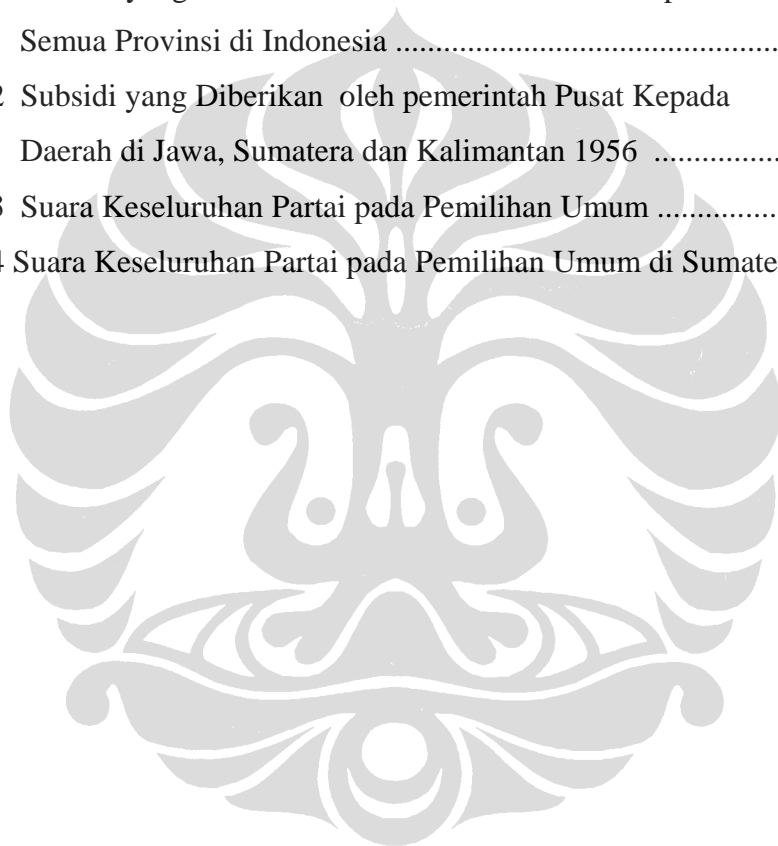 Semua Provinsi di Indonesia ...............................................
2 Subsidi yang Diberikan oleh pemerintah Pusat Kepada
Daerah di Jawa, Sumatera dan Kalimantan 1956 ................
3 Suara Keseluruhan Partai pada Pemilihan Umum ...............
4 Suara Keseluruhan Partai pada Pemilihan Umum di Sumate